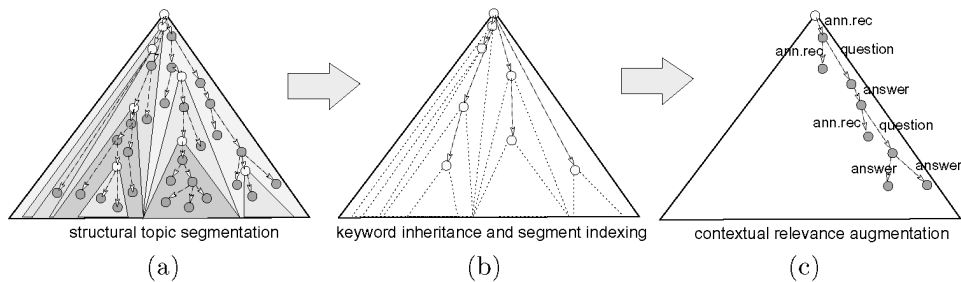 ann.rec
ann.rec
question
answer
ann.rec
question
answer
answer
structural topic segmentation
keyword inheritance and segment indexing
contextual relevance augmentation
(a)
(b)
(c)